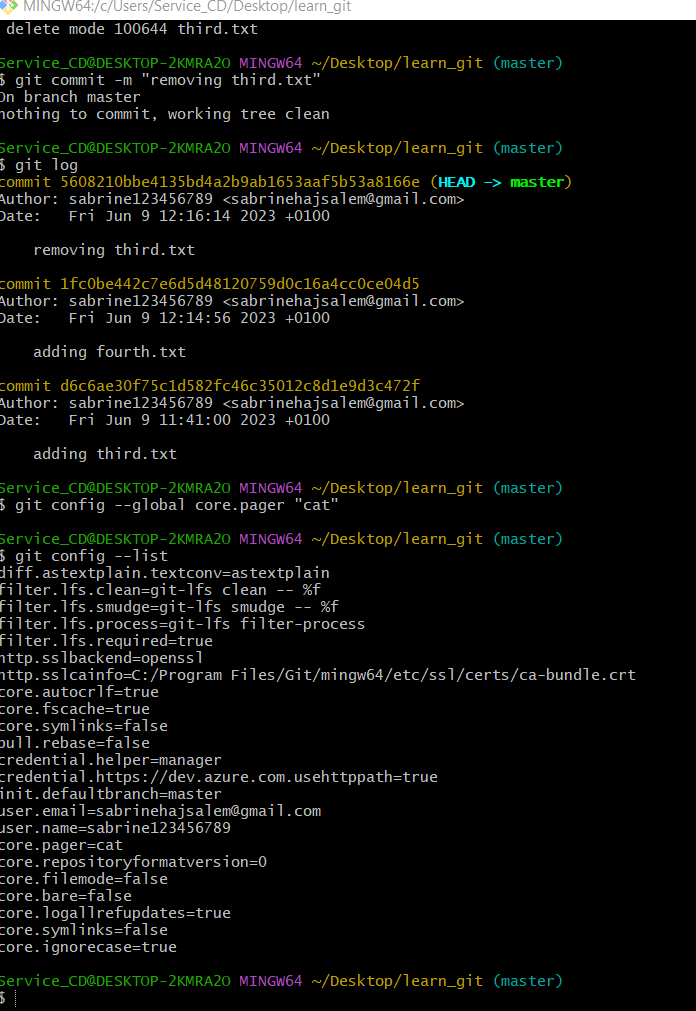 MINGW64:/c/Users/Service_CD/Desktop/learn_git
delete mode 100644 third.txt
Service_CD@DESKTOP-2KMRA2O MINGW64 ~/Desktop/learn_git (master)
$ git commit -m "removing third.txt"
On branch master
nothing to commit, working tree clean
Service_CD@DESKTOP-2KMRA2O MINGW64 ~/Desktop/learn_git (master)
$ git log
commit 5608210bbe4135bd4a2b9ab1653aaf5b53a8166e (HEAD -> master)
Author: sabrine123456789 <sabrinehajsalem@gmail.com>
Date:   Fri Jun 9 12:16:14 2023 +0100
removing third.txt
commit 1fc0be442c7e6d5d48120759d0c16a4cc0ce04d5
Author: sabrine123456789 <sabrinehajsalem@gmail.com>
Date:   Fri Jun 9 12:14:56 2023 +0100
adding fourth.txt
commit d6c6ae30f75c1d582fc46c35012c8d1e9d3c472f
Author: sabrine123456789 <sabrinehajsalem@gmail.com>
Date:   Fri Jun 9 11:41:00 2023 +0100
adding third.txt
Service_CD@DESKTOP-2KMRA2O MINGW64 ~/Desktop/learn_git (master)
$ git config --global core.pager "cat"
Service_CD@DESKTOP-2KMRA2O MINGW64 ~/Desktop/learn_git (master)
$ git config --list
diff.astextplain.textconv=astextplain
filter.lfs.clean=git-lfs clean -- %f
filter.lfs.smudge=git-lfs smudge -- %f
filter.lfs.process=git-lfs filter-process
filter.lfs.required=true
http.sslbackend=openssl
http.sslcainfo=C:/Program Files/Git/mingw64/etc/ssl/certs/ca-bundle.crt
core.autocrlf=true
core.fscache=true
core.symlinks=false
pull.rebase=false
credential.helper=manager
credential.https://dev.azure.com.usehttppath=true
init.defaultbranch=master
user.email=sabrinehajsalem@gmail.com
user.name=sabrine123456789
core.pager=cat
core.repositoryformatversion=0
core.filemode=false
core.bare=false
core.logallrefupdates=true
core.symlinks=false
core.ignorecase=true
Service_CD@DESKTOP-2KMRA2O MINGW64 ~/Desktop/learn_git (master)
$